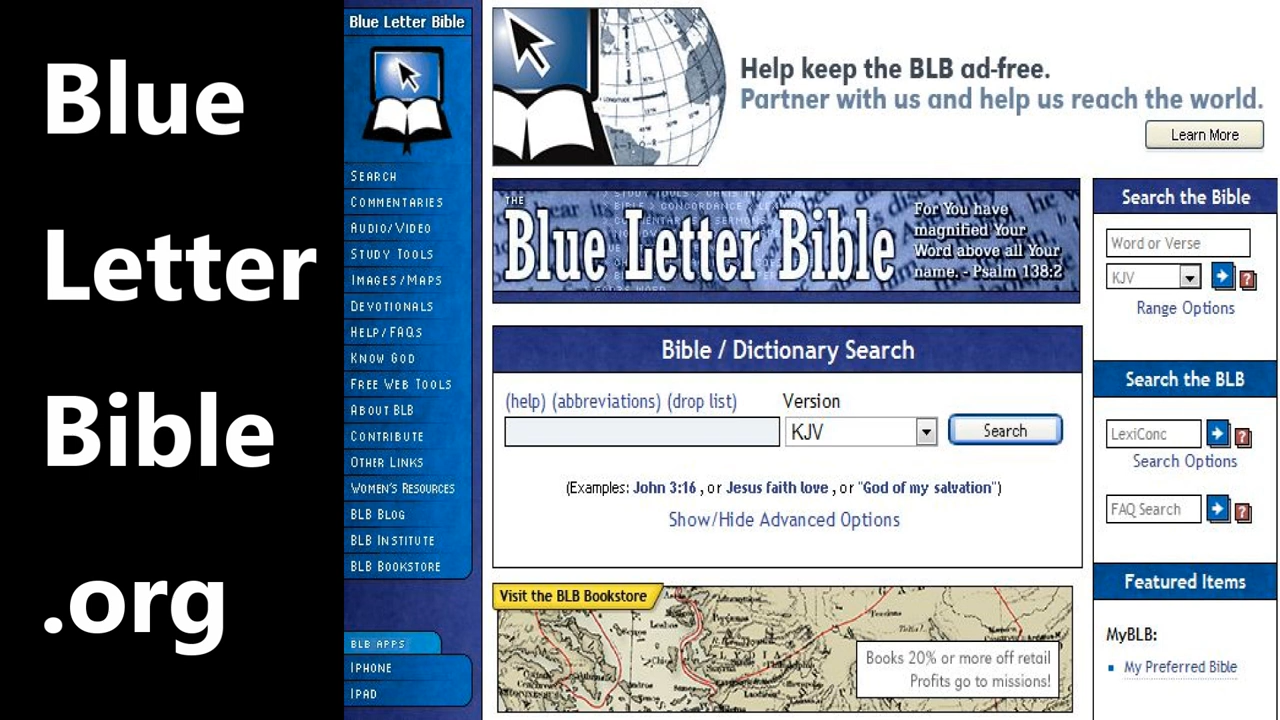 Blue
Letter
Bible
.org
Blue Letter Bible
SEARCH
COMMENTARIES
AUDIO/VIDEO
STUDY TOOLS
IMAGES/MAPS
DEVOTIONALS
HELP/FAQS
KNOW GOD
FREE WEB TOOLS
ABOUT BLB
CONTRIBUTE
OTHER LINKS
WOMEN'S RESOURCES
BLB BLOG
BLB INSTITUTE
BLB BOOKSTORE
BLB APPS
IPHONE
IPAD
Help keep the BLB ad-free.
Partner with us and help us reach the world.
Learn More
THE
Blue Letter Bible
For You have
magnified Your
Word above all Your
name. - Psalm 138:2
Bible / Dictionary Search
(help) (abbreviations) (drop list)
Version
KJV
Search
(Examples: John 3:16 , or Jesus faith love , or "God of my salvation")
Show/Hide Advanced Options
Visit the BLB Bookstore
Books 20% or more off retail
Profits go to missions!
Search the Bible
Word or Verse
KJV
?
Range Options
Search the BLB
LexiConc
?
Search Options
FAQ Search
?
Featured Items
MyBLB:
My Preferred Bible